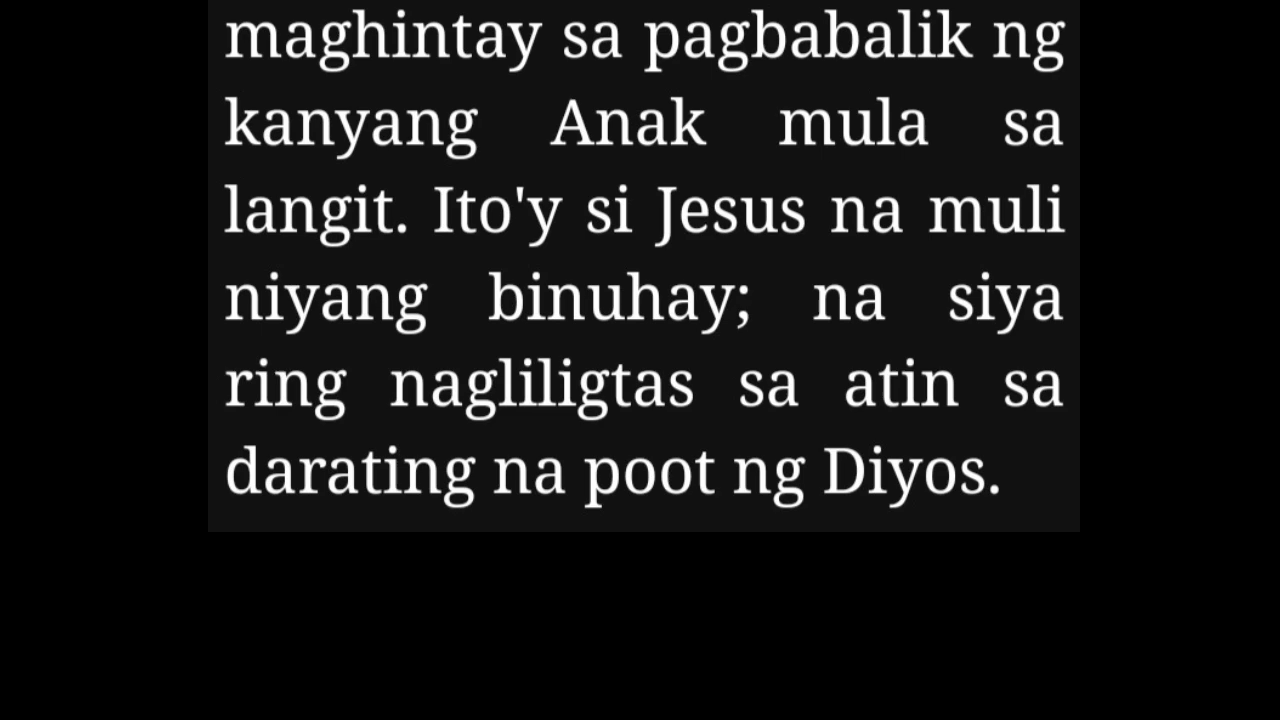 maghintay sa pagbabalik ng
kanyang Anak mula sa
langit. Ito'y si Jesus na muli
niyang binuhay; na siya
ring nagliligtas sa atin sa
darating na poot ng Diyos.